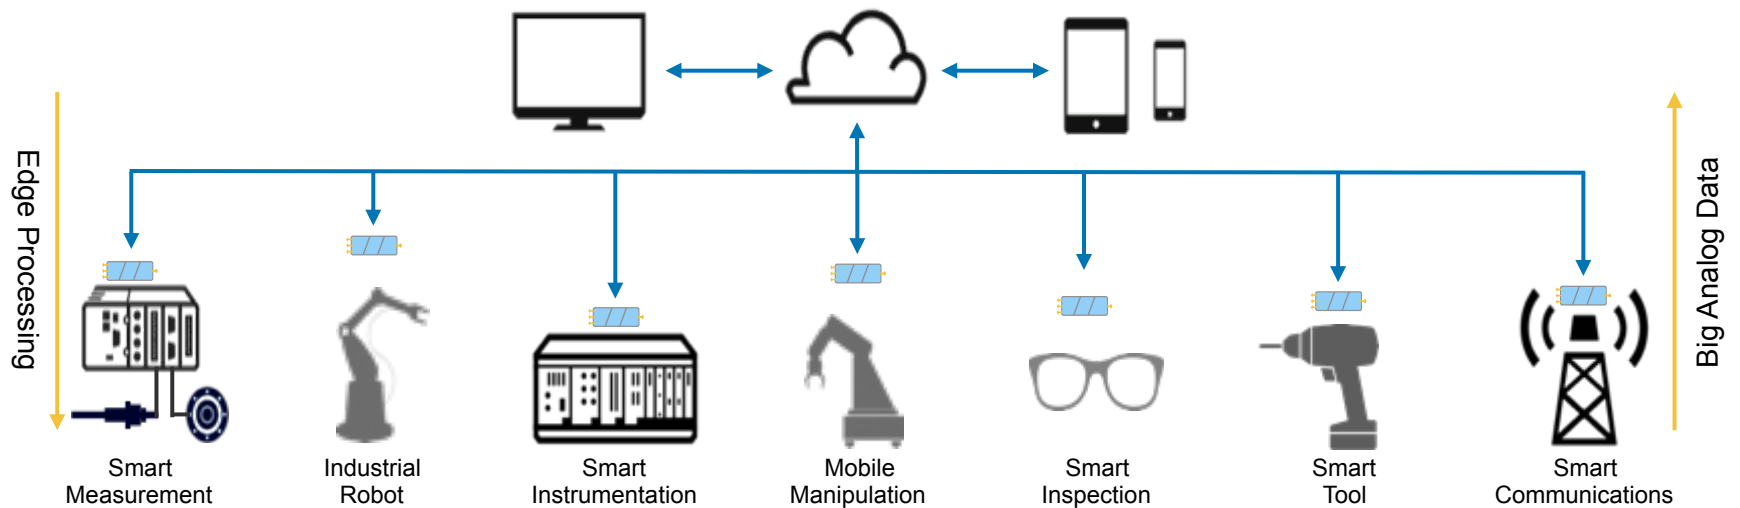 Edge Processing
Big Analog Data
Smart
Measurement
Industrial
Robot
Smart
Instrumentation
Mobile
Manipulation
Smart
Inspection
Smart
Tool
Smart
Communications